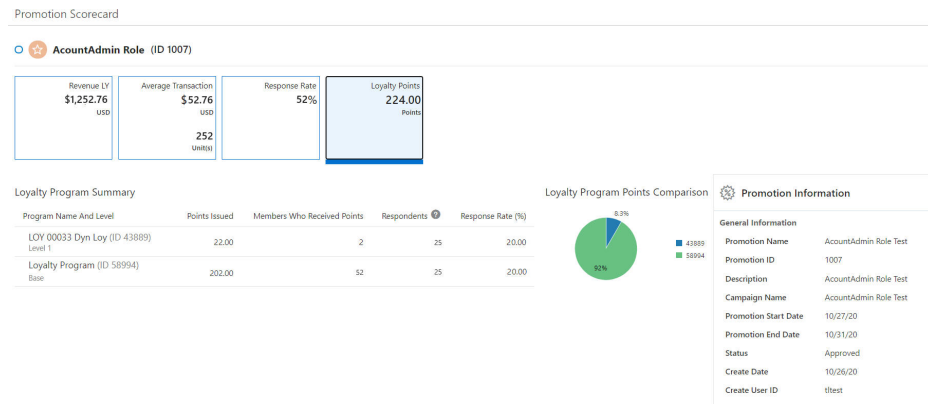 Promotion Scorecard
AcountAdmin Role (ID 1007)
Revenue LY
$1,252.76
USD
Average Transaction
$52.76
USD
252
Unit(s)
Response Rate
52%
Loyalty Points
224.00
Points
Loyalty Program Summary
Program Name And Level Points Issued Members Who Received Points Respondents ? Response Rate (%)
LOY 00033 Dyn Loy (ID 43889) 22.00 2 25 20.00
Level 1
Loyalty Program (ID 58994) 202.00 52 25 20.00
Base
Loyalty Program Points Comparison
8.3%
92%
43889
58994
Promotion Information
General Information
Promotion Name AcountAdmin Role Test
Promotion ID 1007
Description AcountAdmin Role Test
Campaign Name AcountAdmin Role Test
Promotion Start Date 10/27/20
Promotion End Date 10/31/20
Status Approved
Create Date 10/26/20
Create User ID tltest